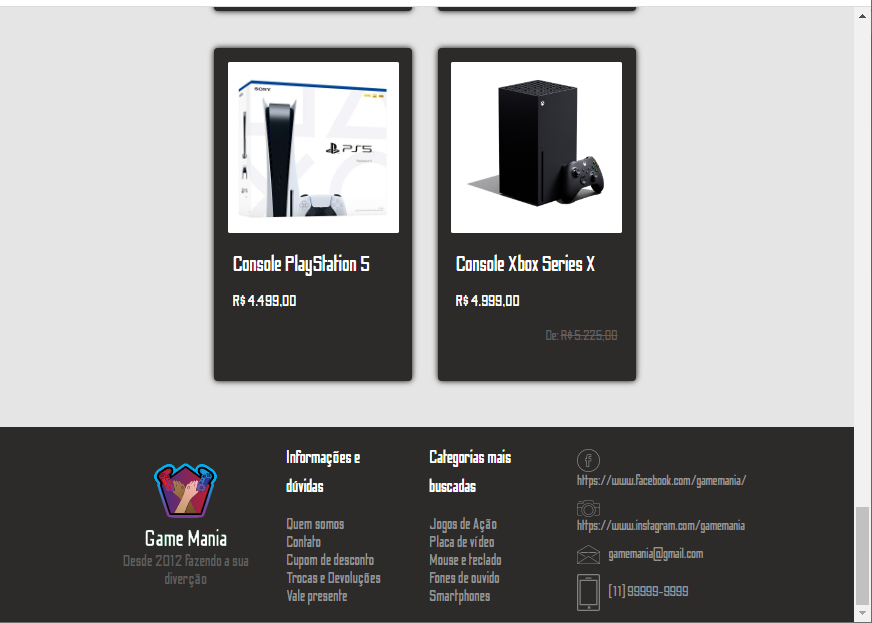 SONY
PS5
Console PlayStation 5
R$ 4.499,00
Console Xbox Series X
R$ 4.999,00
De: R$ 5.225,00
Game Mania
Desde 2012 fazendo a sua
diverção
Informações e
dúvidas
Quem somos
Contato
Cupom de desconto
Trocas e Devoluções
Vale presente
Categorias mais
buscadas
Jogos de Ação
Placa de vídeo
Mouse e teclado
Fones de ouvido
Smartphones
https://www.facebook.com/gamemania/
https://www.instagram.com/gamemania
gamemania@gmail.com
(11) 99999-9999